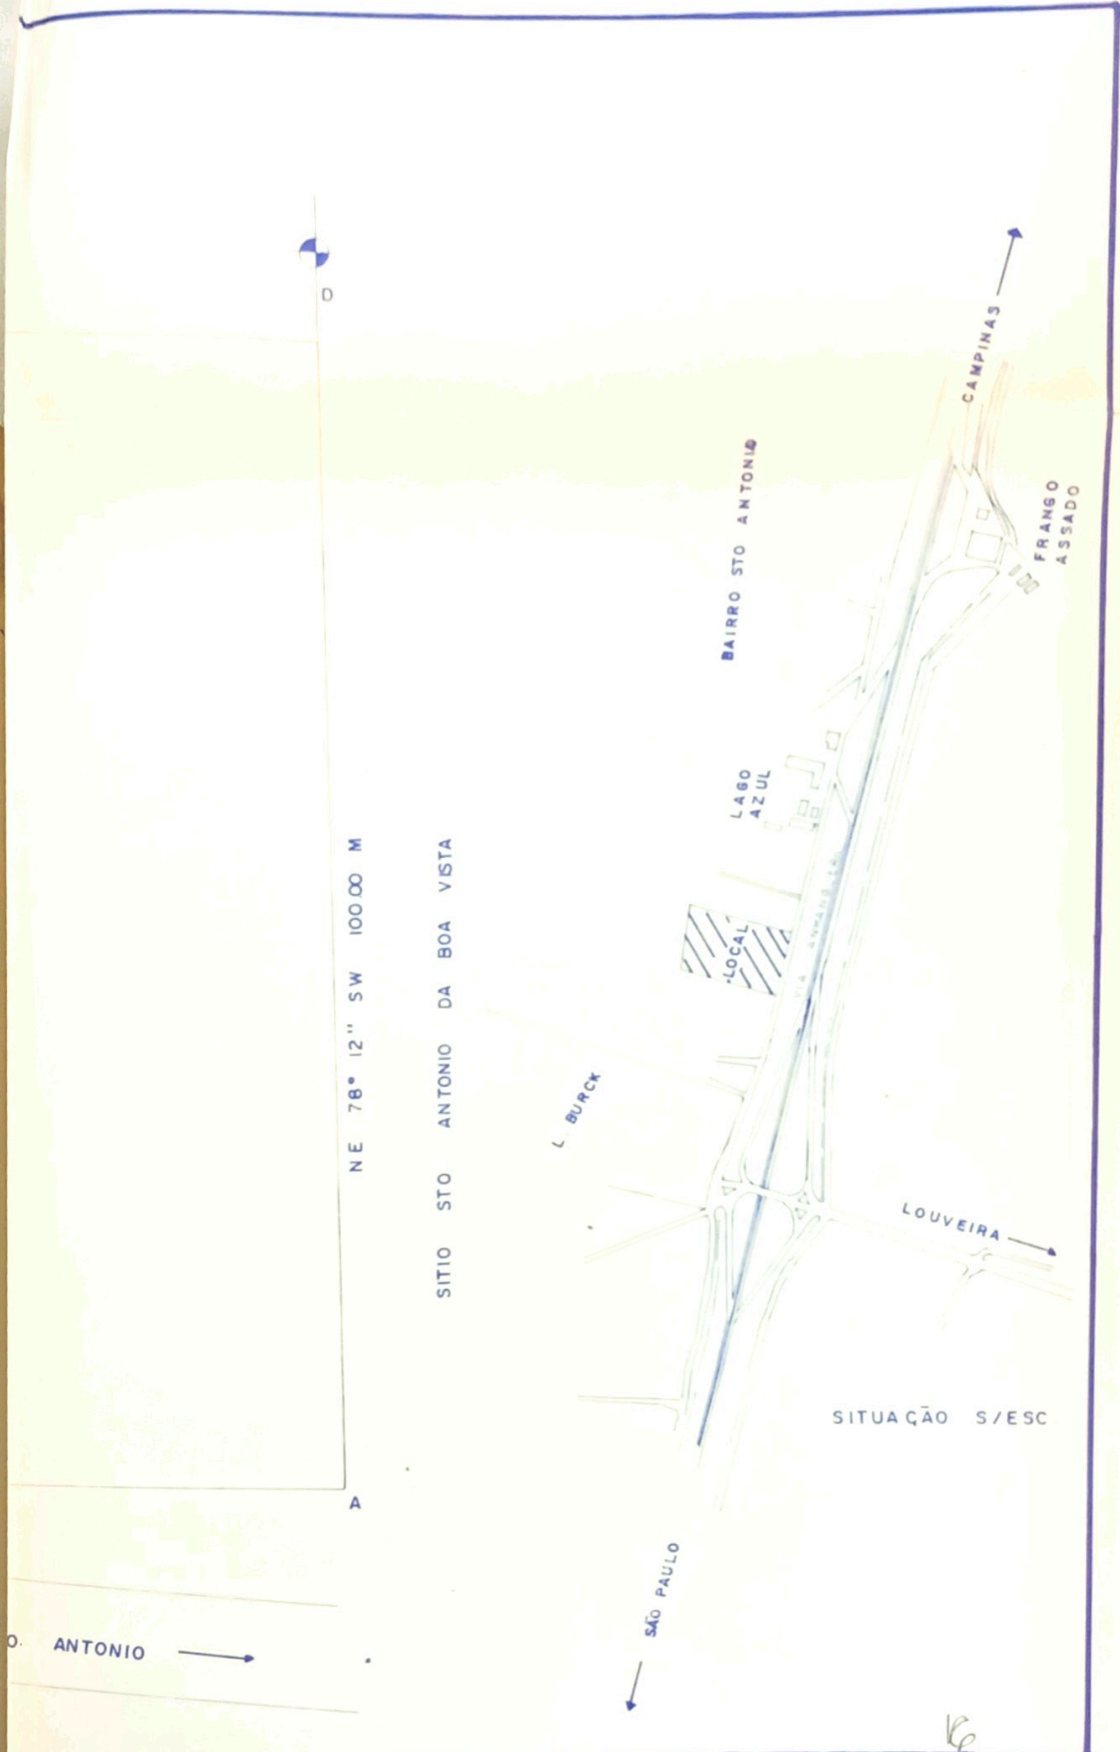 D
NE 78° 12" SW 100.00 M
SITIO STO ANTONIO DA BOA VISTA
A
O. ANTONIO
CAMPINAS
BAIRRO STO ANTONIO
FRANGO
ASSADO
LAGO
AZUL
LOCAL
VIA
L. BURCK
LOUVEIRA
SITUAÇÃO S/ESC
SÃO PAULO